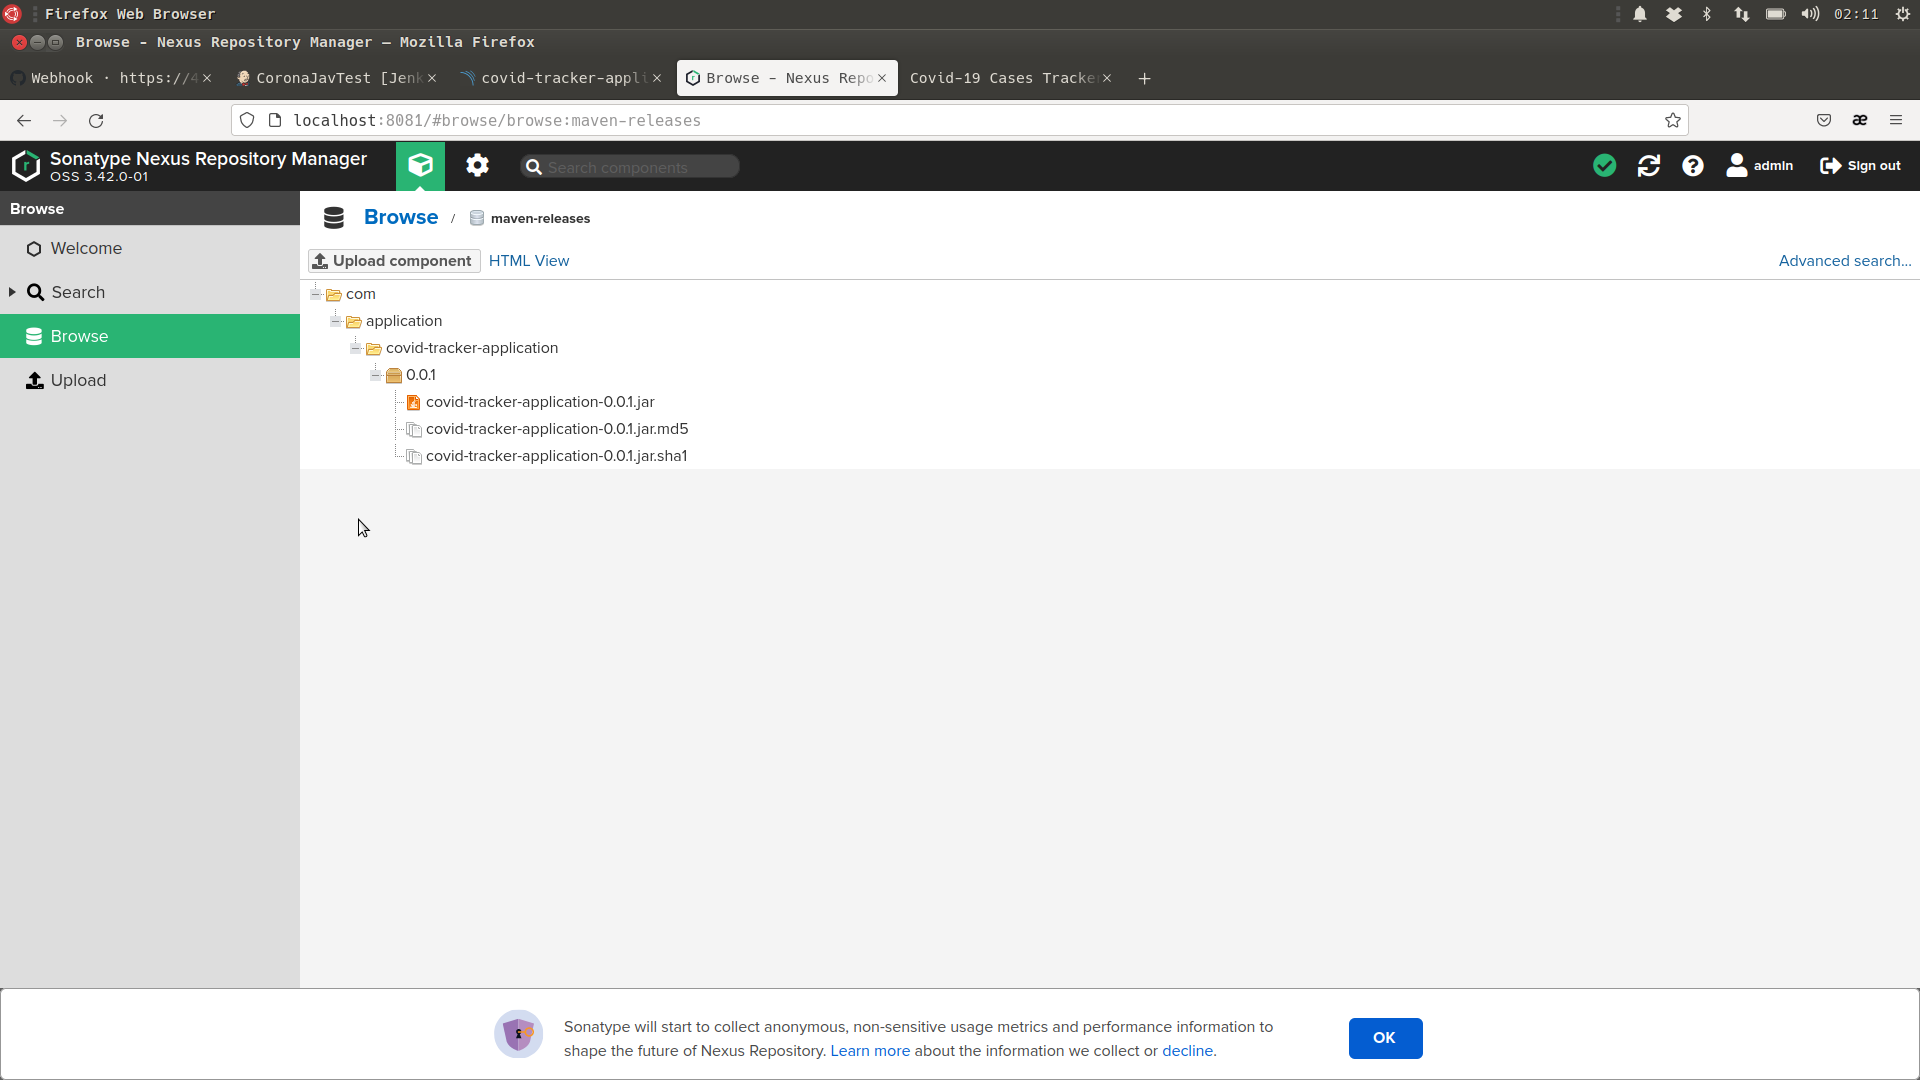 Firefox Web Browser
02:11
Browse - Nexus Repository Manager — Mozilla Firefox
Webhook · https://4
CoronaJavTest [Jenk
covid-tracker-appli
Browse - Nexus Repo
Covid-19 Cases Tracke
localhost:8081/#browse/browse:maven-releases
Sonatype Nexus Repository Manager
OSS 3.42.0-01
Search components
admin
Sign out
Browse
Browse / maven-releases
Welcome
Upload component
HTML View
Advanced search...
Search
com
application
Browse
covid-tracker-application
0.0.1
Upload
covid-tracker-application-0.0.1.jar
covid-tracker-application-0.0.1.jar.md5
covid-tracker-application-0.0.1.jar.sha1
Sonatype will start to collect anonymous, non-sensitive usage metrics and performance information to
shape the future of Nexus Repository. Learn more about the information we collect or decline.
OK